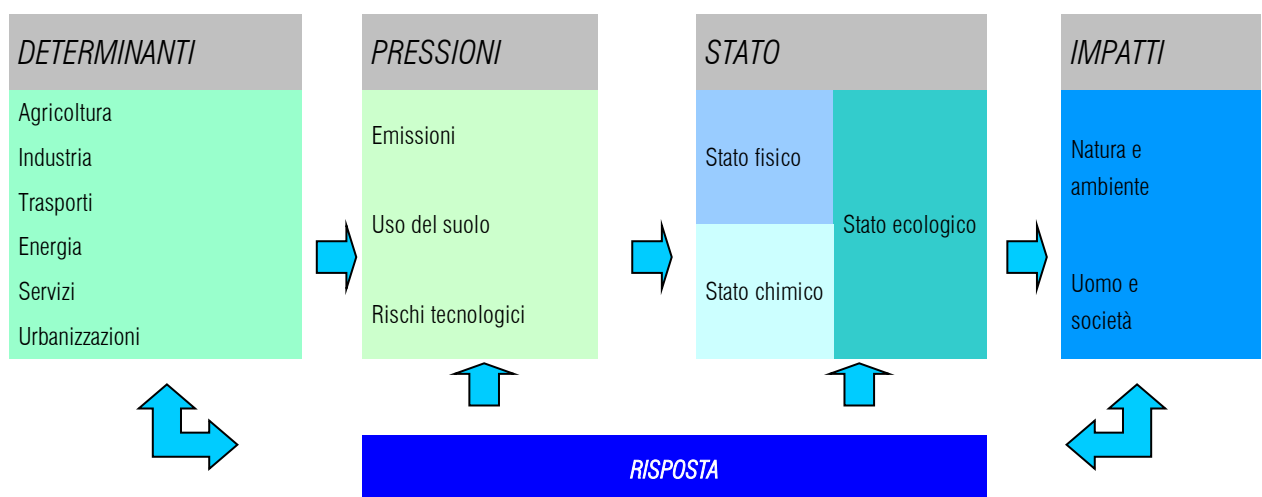 DETERMINANTI
Agricoltura
Industria
Trasporti
Energia
Servizi
Urbanizzazioni
PRESSIONI
Emissioni
Uso del suolo
Rischi tecnologici
STATO
Stato fisico
Stato chimico
Stato ecologico
IMPATTI
Natura e
ambiente
Uomo e
società
RISPOSTA